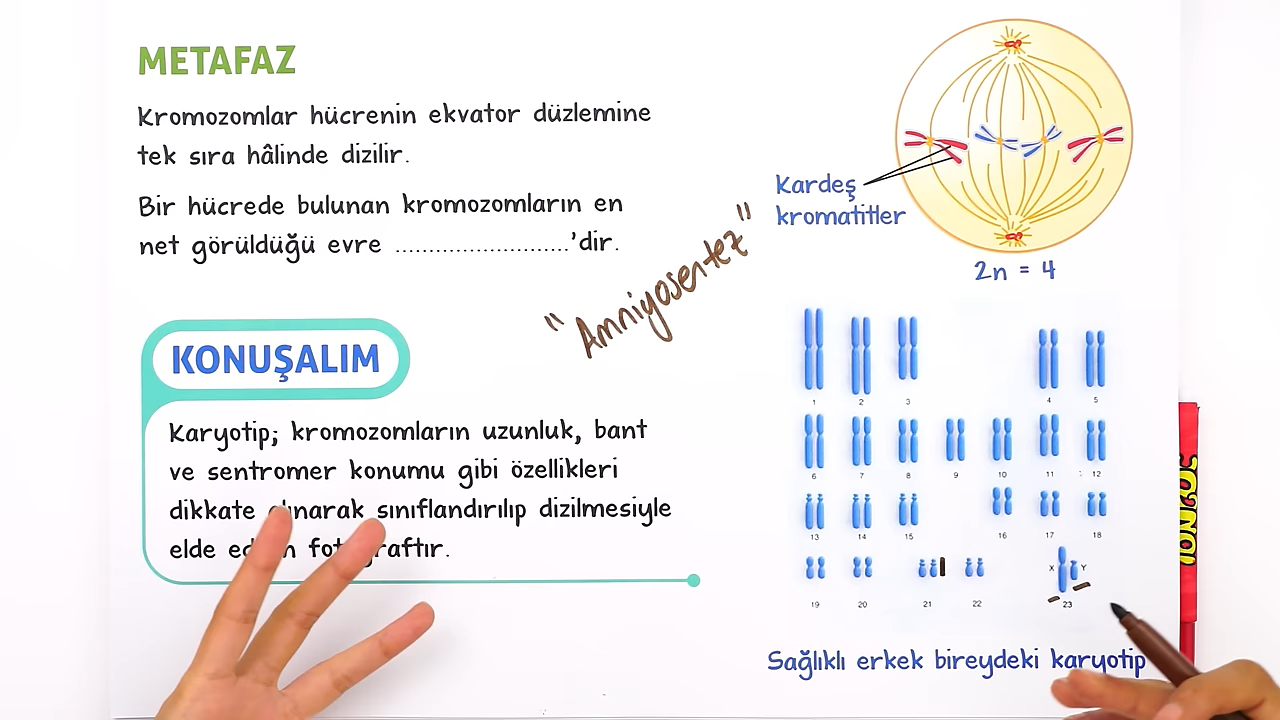 METAFAZ
Kromozomlar hücrenin ekvator düzlemine
tek sıra hâlinde dizilir.
Bir hücrede bulunan kromozomların en
net görüldüğü evre .........................'dir.
Kardeş
kromatitler
2n = 4
"Amniyosentez"
KONUŞALIM
Karyotip; kromozomların uzunluk, bant
ve sentromer konumu gibi özellikleri
dikkate sınıflandırılıp dizilmesiyle
elde
1 2 3 4 5
6 7 8 9 10 11 12
13 14 15 16 17 18
X Y
19 20 21 22 23
Sağlıklı erkek bireydeki karyotip